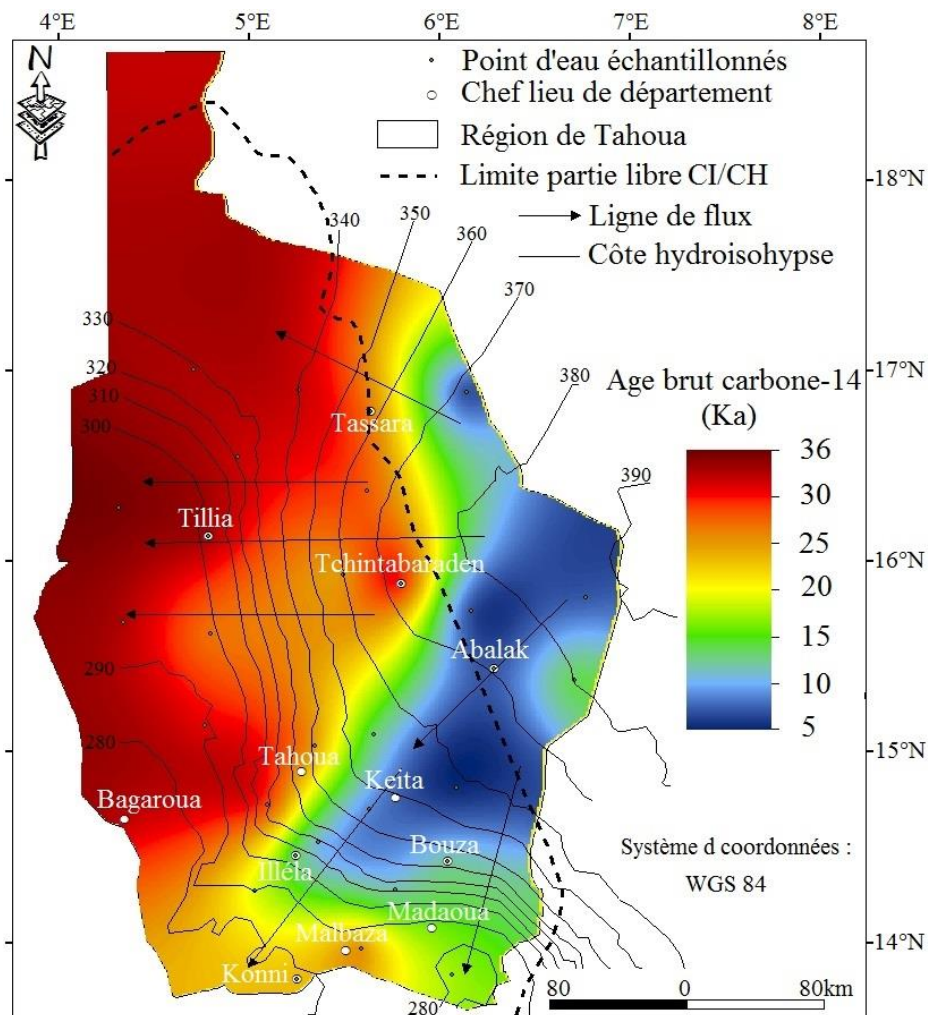 4°E 5°E 6°E 7°E 8°E
N
Point d'eau échantillonnés
Chef lieu de département
Région de Tahoua
Limite partie libre CI/CH
18°N
Ligne de flux
Côte hydroisohypse
340
350
360
370
380
390
330
320
310
300
290
280
17°N
Age brut carbone-14
(Ka)
36
30
25
20
15
10
5
Tassara
Tillia
16°N
Tchintabaraden
Abalak
15°N
Tahoua
Keita
Bagaroua
Bouza
Illéla
Madaoua
Malbaza
Konni
280
Système d coordonnées :
WGS 84
14°N
80 0 80km